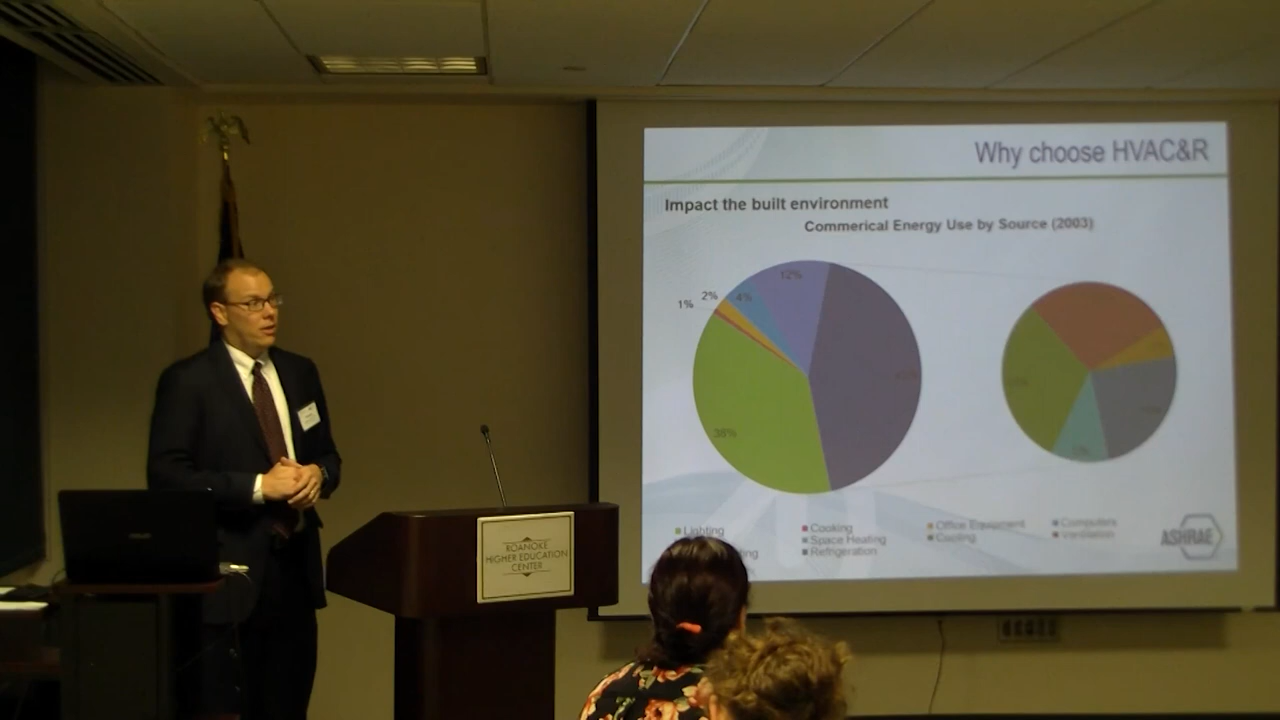 Why choose HVAC&R
Impact the built environment
Commerical Energy Use by Source (2003)
12%
4%
2%
1%
36%
Lighting
Cooking
Office Equipment
Computers
Space Heating
Cooling
Ventilation
Refrigeration
ASHRAE
ROANOKE
HIGHER EDUCATION
CENTER